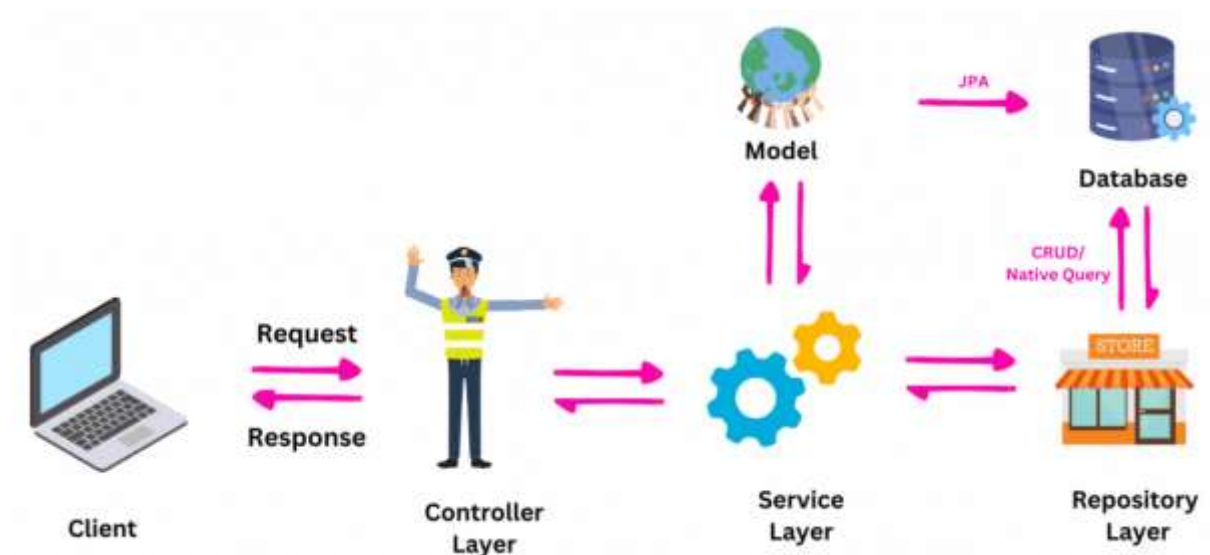 JPA
Model
Database
CRUD/
Native Query
Request
STORE
Response
Client
Controller
Layer
Service
Layer
Repository
Layer